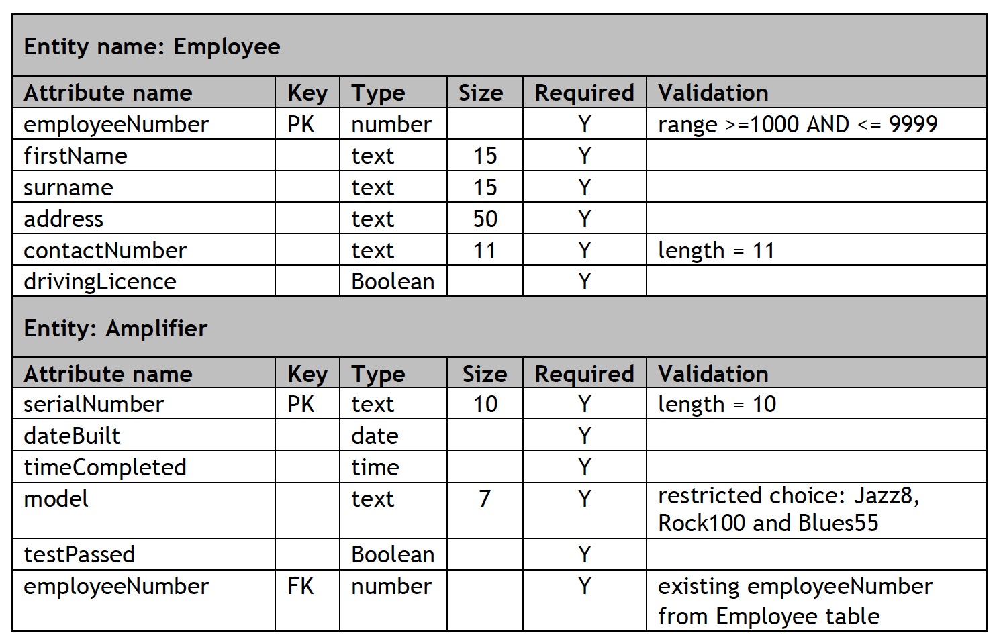 Entity name: Employee
Attribute name Key Type Size Required Validation
employeeNumber PK number Y range >=1000 AND <= 9999
firstName text 15 Y
surname text 15 Y
address text 50 Y
contactNumber text 11 Y length = 11
drivingLicence Boolean Y
Entity: Amplifier
Attribute name Key Type Size Required Validation
serialNumber PK text 10 Y length = 10
dateBuilt date Y
timeCompleted time Y
model text 7 Y restricted choice: Jazz8,
Rock100 and Blues55
testPassed Boolean Y
employeeNumber FK number Y existing employeeNumber
from Employee table